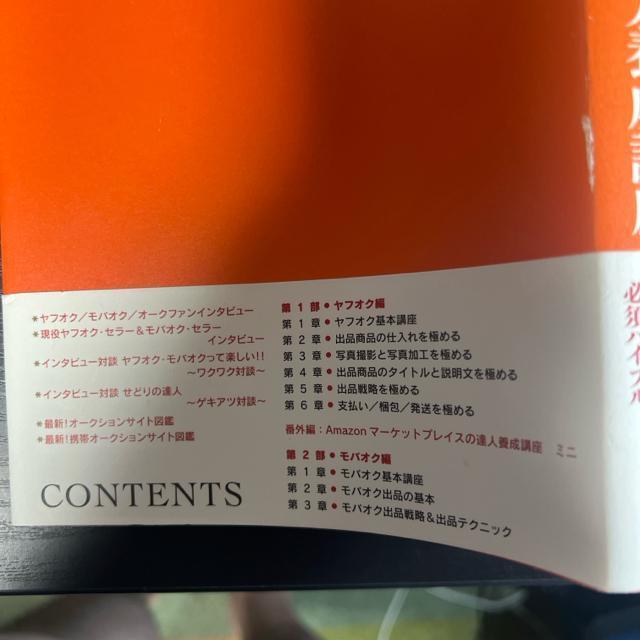 *ヤフオク／モバオク／オークファンインタビュー
*現役ヤフオク・セラー＆モバオク・セラー
インタビュー
*インタビュー対談 ヤフオク・モバオクって楽しい!!
〜ワクワク対談〜
*インタビュー対談 せどりの達人
〜ゲキアツ対談〜
*最新!オークションサイト図鑑
*最新!携帯オークションサイト図鑑
CONTENTS
第1部●ヤフオク編
第1章●ヤフオク基本講座
第2章●出品商品の仕入れを極める
第3章●写真撮影と写真加工を極める
第4章●出品商品のタイトルと説明文を極める
第5章●出品戦略を極める
第6章●支払い／梱包／発送を極める
番外編：Amazonマーケットプレイスの達人養成講座 ミニ
第2部●モバオク編
第1章●モバオク基本講座
第2章●モバオク出品の基本
第3章●モバオク出品戦略＆出品テクニック
必須バイブル